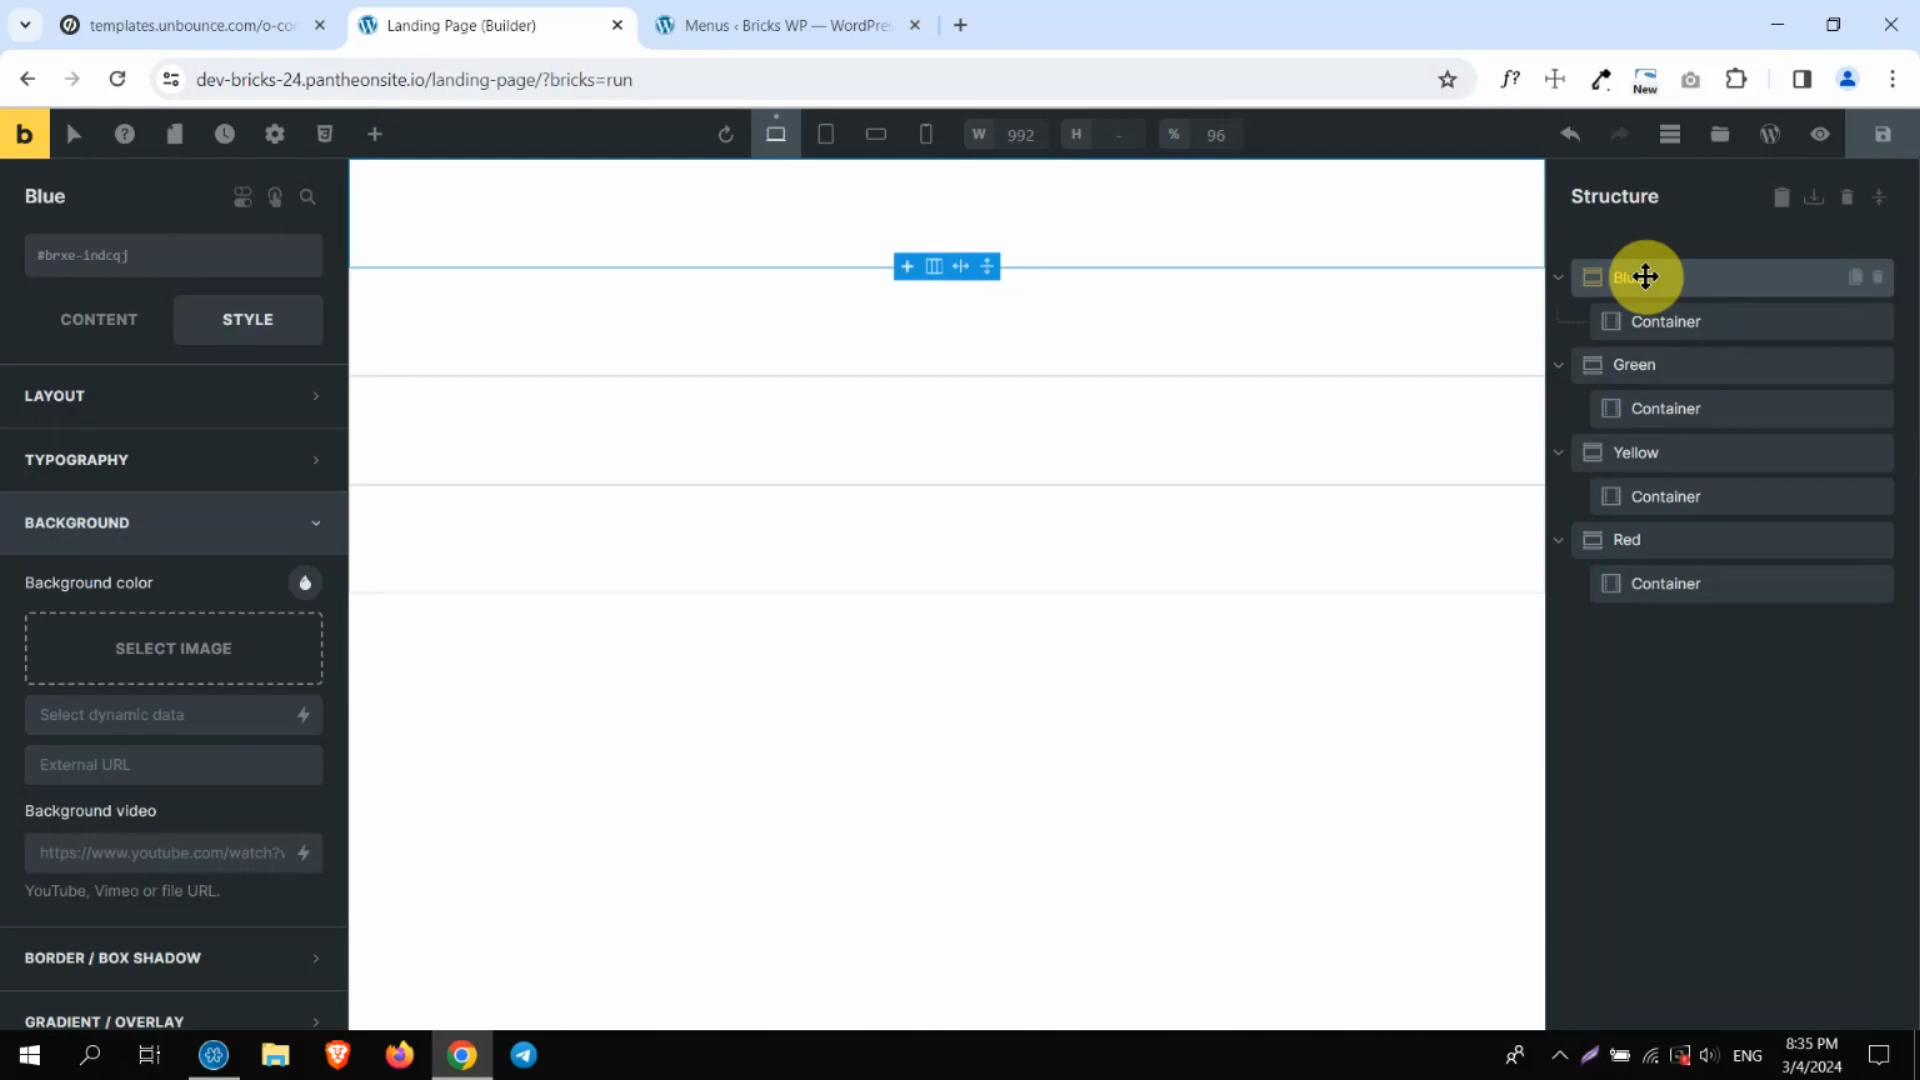 templates.unbounce.com/o-co
Landing Page (Builder)
Menus ‹ Bricks WP — WordPre
dev-bricks-24.pantheonsite.io/landing-page/?bricks=run
f?
New
b
W 992 H - % 96
Blue
#brxe-indcqj
CONTENT
STYLE
LAYOUT
TYPOGRAPHY
BACKGROUND
Background color
SELECT IMAGE
Select dynamic data
External URL
Background video
https://www.youtube.com/watch?v
YouTube, Vimeo or file URL.
BORDER / BOX SHADOW
GRADIENT / OVERLAY
Structure
Container
Green
Container
Yellow
Container
Red
Container
ENG
8:35 PM
3/4/2024